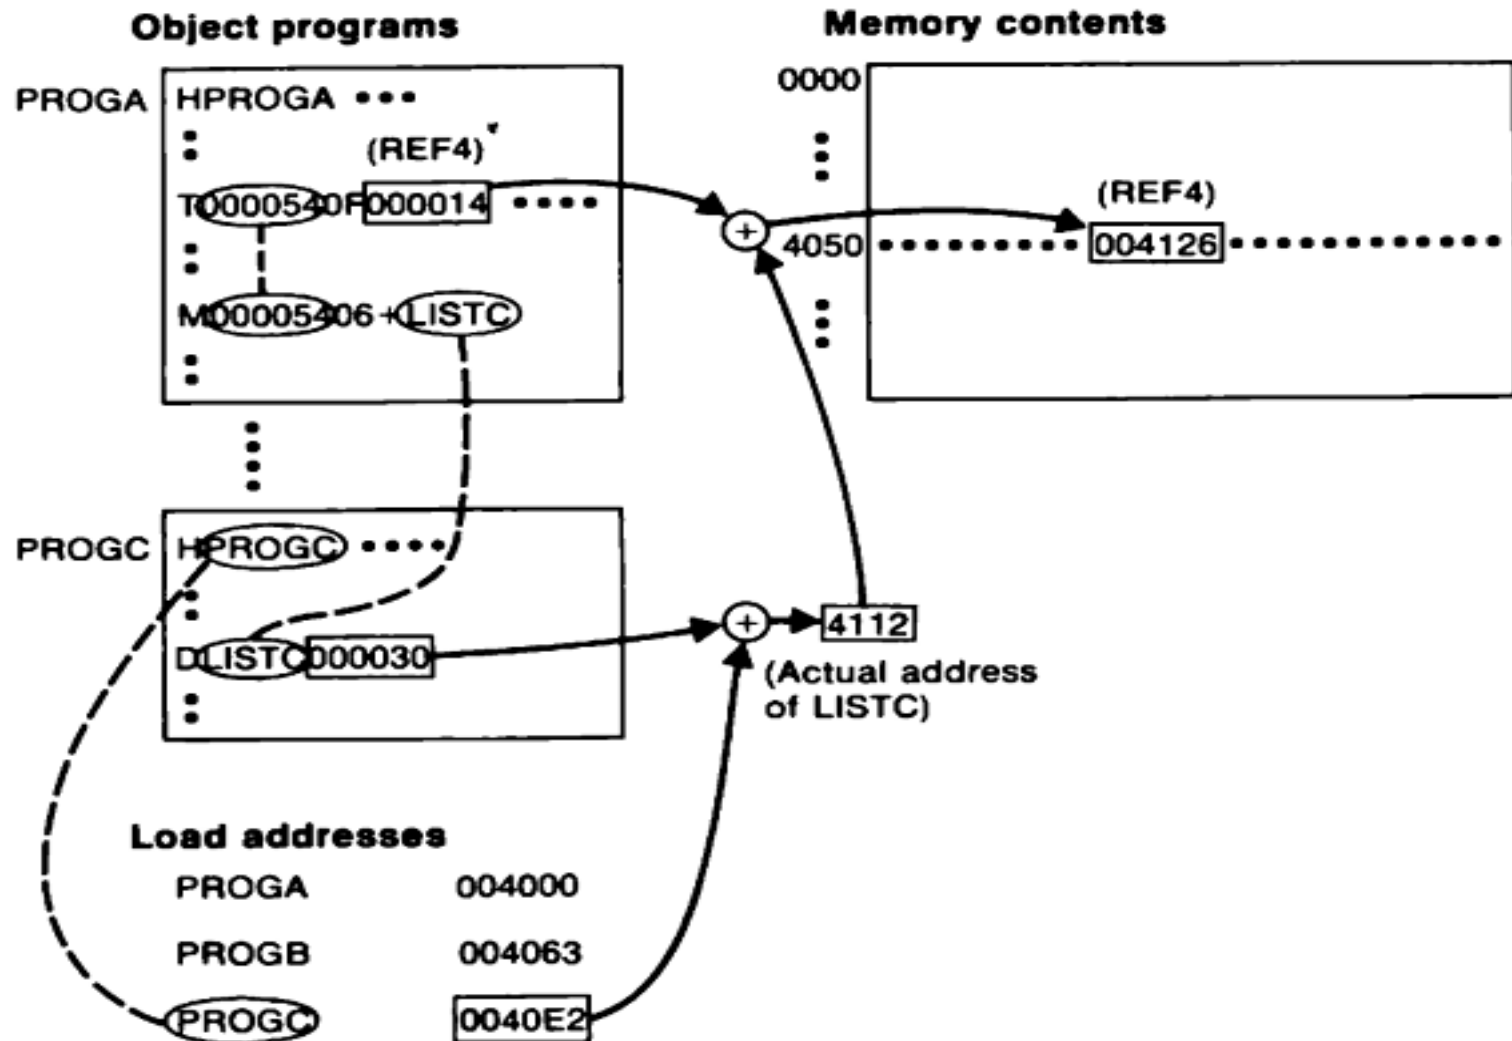 Object programs
Memory contents
PROGA
HPROGA
(REF4)
T0000540F000014
M00005406+LISTC
0000
(REF4)
4050
004126
PROGC
HPROGC
DLISTC000030
4112
(Actual address
of LISTC)
Load addresses
PROGA 004000
PROGB 004063
PROGC 0040E2